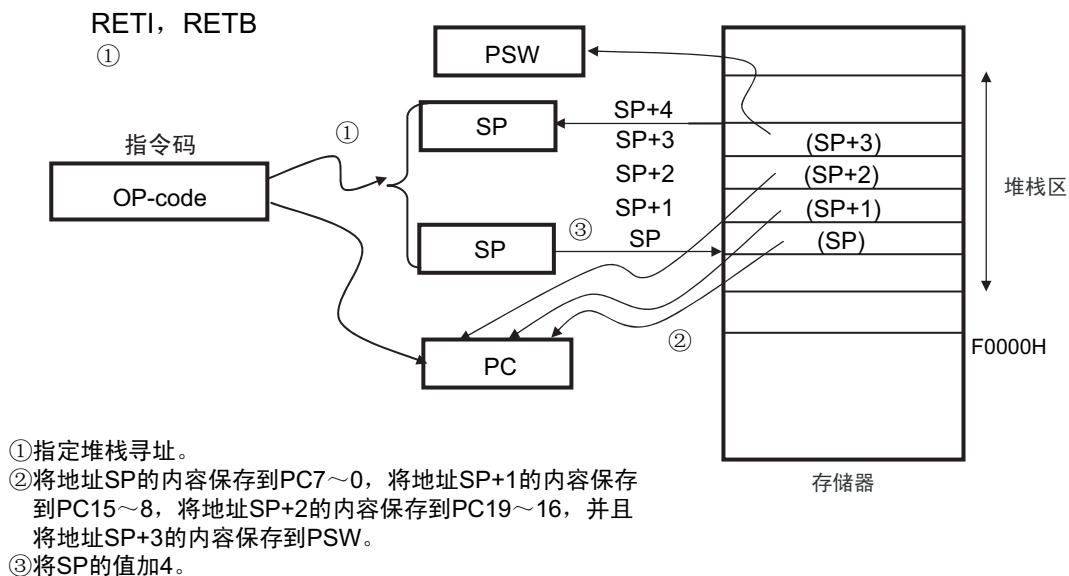 RETI，RETB
①
PSW
SP+4
SP
①
SP+3
(SP+3)
指令码
SP+2
(SP+2)
堆栈区
OP-code
SP+1
(SP+1)
③
SP
(SP)
SP
②
F0000H
PC
①指定堆栈寻址。
②将地址SP的内容保存到PC7～0，将地址SP+1的内容保存
到PC15～8，将地址SP+2的内容保存到PC19～16，并且
将地址SP+3的内容保存到PSW。
③将SP的值加4。
存储器